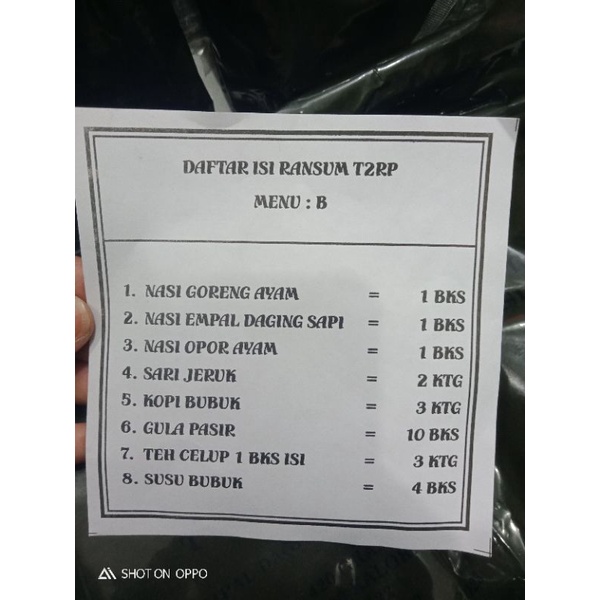 DAFTAR ISI RANSUM T2RP
MENU : B
1. NASI GORENG AYAM = 1 BKS
2. NASI EMPAL DAGING SAPI = 1 BKS
3. NASI OPOR AYAM = 1 BKS
4. SARI JERUK = 2 KTG
5. KOPI BUBUK = 3 KTG
6. GULA PASIR = 10 BKS
7. TEH CELUP 1 BKS ISI = 3 KTG
8. SUSU BUBUK = 4 BKS
SHOT ON OPPO